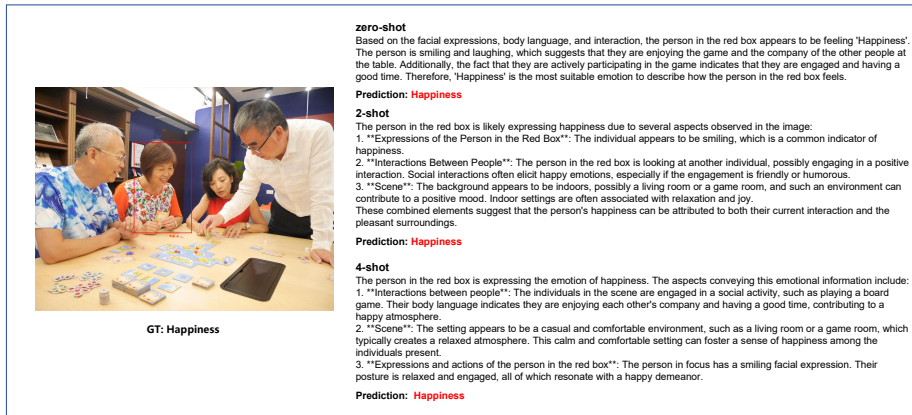 zero-shot
Based on the facial expressions, body language, and interaction, the person in the red box appears to be feeling 'Happiness'.
The person is smiling and laughing, which suggests that they are enjoying the game and the company of the other people at
the table. Additionally, the fact that they are actively participating in the game indicates that they are engaged and having a
good time. Therefore, 'Happiness' is the most suitable emotion to describe how the person in the red box feels.
Prediction: Happiness
2-shot
The person in the red box is likely expressing happiness due to several aspects observed in the image:
1. **Expressions of the Person in the Red Box**: The individual appears to be smiling, which is a common indicator of
happiness.
2. **Interactions Between People**: The person in the red box is looking at another individual, possibly engaging in a positive
interaction. Social interactions often elicit happy emotions, especially if the engagement is friendly or humorous.
3. **Scene**: The background appears to be indoors, possibly a living room or a game room, and such an environment can
contribute to a positive mood. Indoor settings are often associated with relaxation and joy.
These combined elements suggest that the person's happiness can be attributed to both their current interaction and the
pleasant surroundings.
Prediction: Happiness
4-shot
The person in the red box is expressing the emotion of happiness. The aspects conveying this emotional information include:
1. **Interactions between people**: The individuals in the scene are engaged in a social activity, such as playing a board
game. Their body language indicates they are enjoying each other's company and having a good time, contributing to a
happy atmosphere.
2. **Scene**: The setting appears to be a casual and comfortable environment, such as a living room or a game room, which
typically creates a relaxed atmosphere. This calm and comfortable setting can foster a sense of happiness among the
individuals present.
3. **Expressions and actions of the person in the red box**: The person in focus has a smiling facial expression. Their
posture is relaxed and engaged, all of which resonate with a happy demeanor.
Prediction: Happiness
GT: Happiness